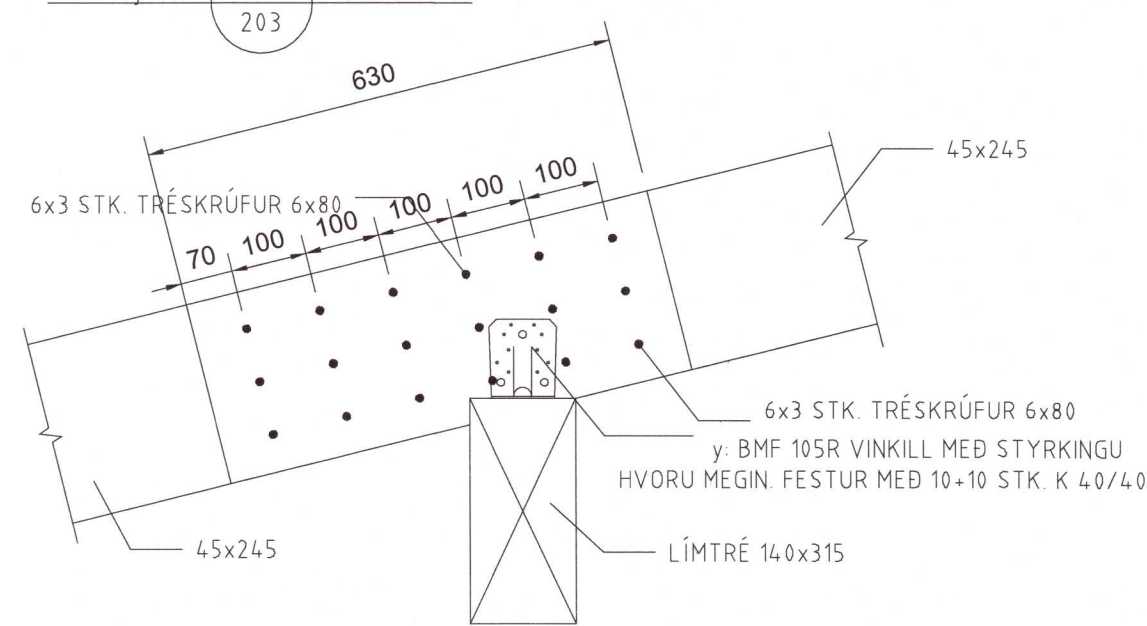 203
630
45x245
6x3 STK. TRÉSKRÚFUR 6x80
70
100
100
100
100
100
6x3 STK. TRÉSKRÚFUR 6x80
y: BMF 105R VINKILL MEÐ STYRKINGU
HVORU MEGIN. FESTUR MEÐ 10+10 STK. K 40/40
45x245
LÍMTRÉ 140x315